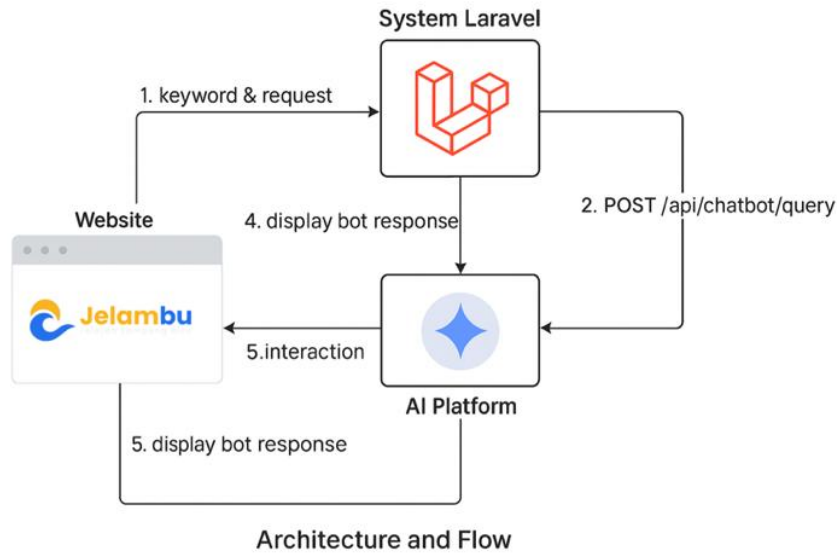 System Laravel
1. keyword & request
2. POST /api/chatbot/query
Website
4. display bot response
Jelambu
5.interaction
AI Platform
5. display bot response
Architecture and Flow